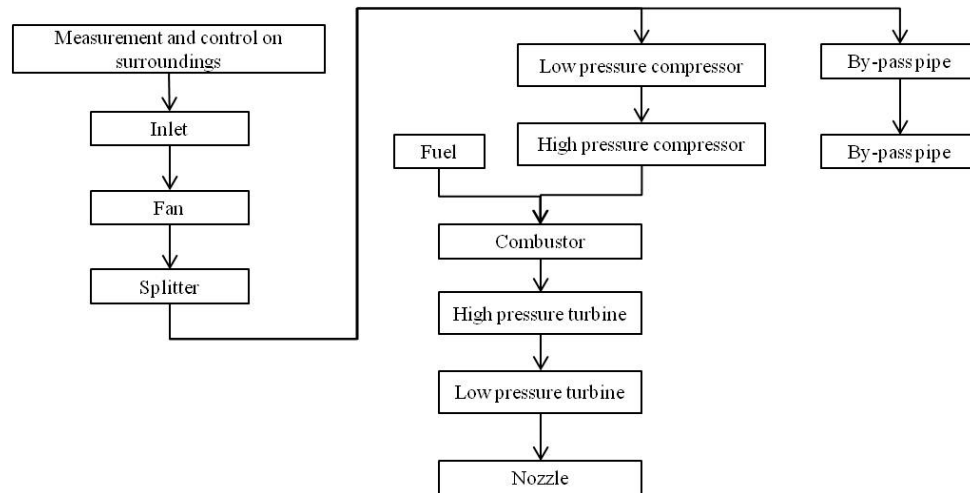 Measurement and control on
surroundings
Inlet
Fan
Splitter
Low pressure compressor
By-pass pipe
High pressure compressor
By-pass pipe
Fuel
Combustor
High pressure turbine
Low pressure turbine
Nozzle